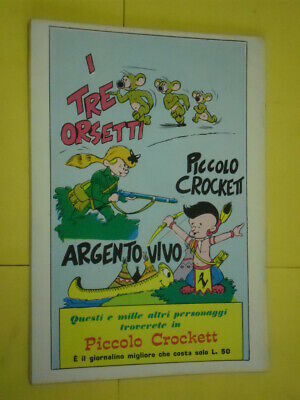 I
TRE
ORSETTI
PICCOLO
CROCKETT
ARGENTO VIVO
Questi e mille altri personaggi
troverete in
Piccolo Crockett
È il giornalino migliore che costa solo L. 50